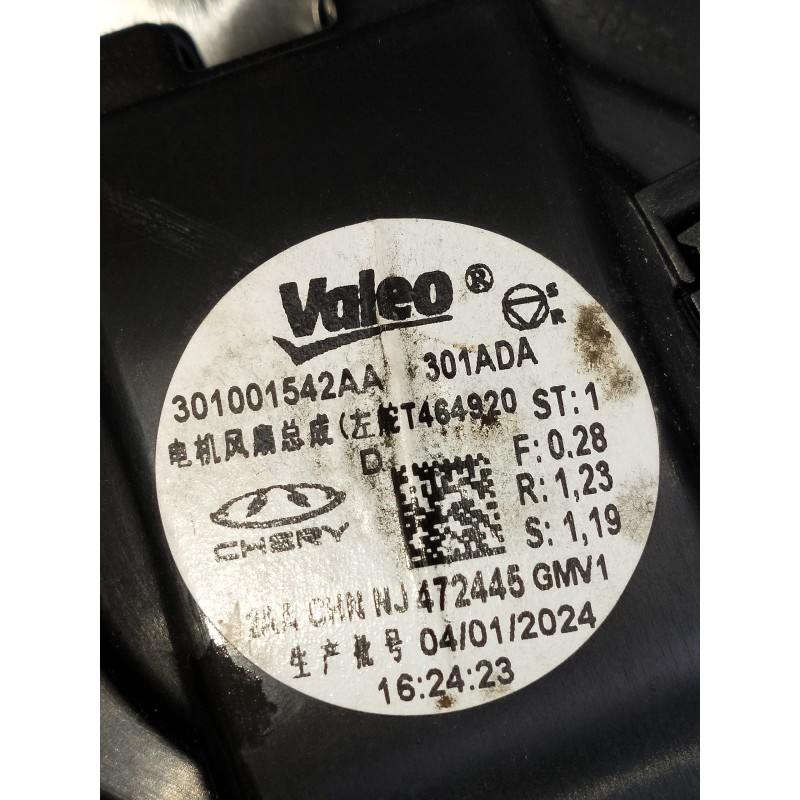 Valeo®
S
R
301001542AA 301ADA
电机风扇总成(左舵T464920 ST: 1
D
F: 0,28
R: 1,23
CHERY
S: 1,19
CHN NJ 472445 GMV1
生产批号 04/01/2024
16:24:23